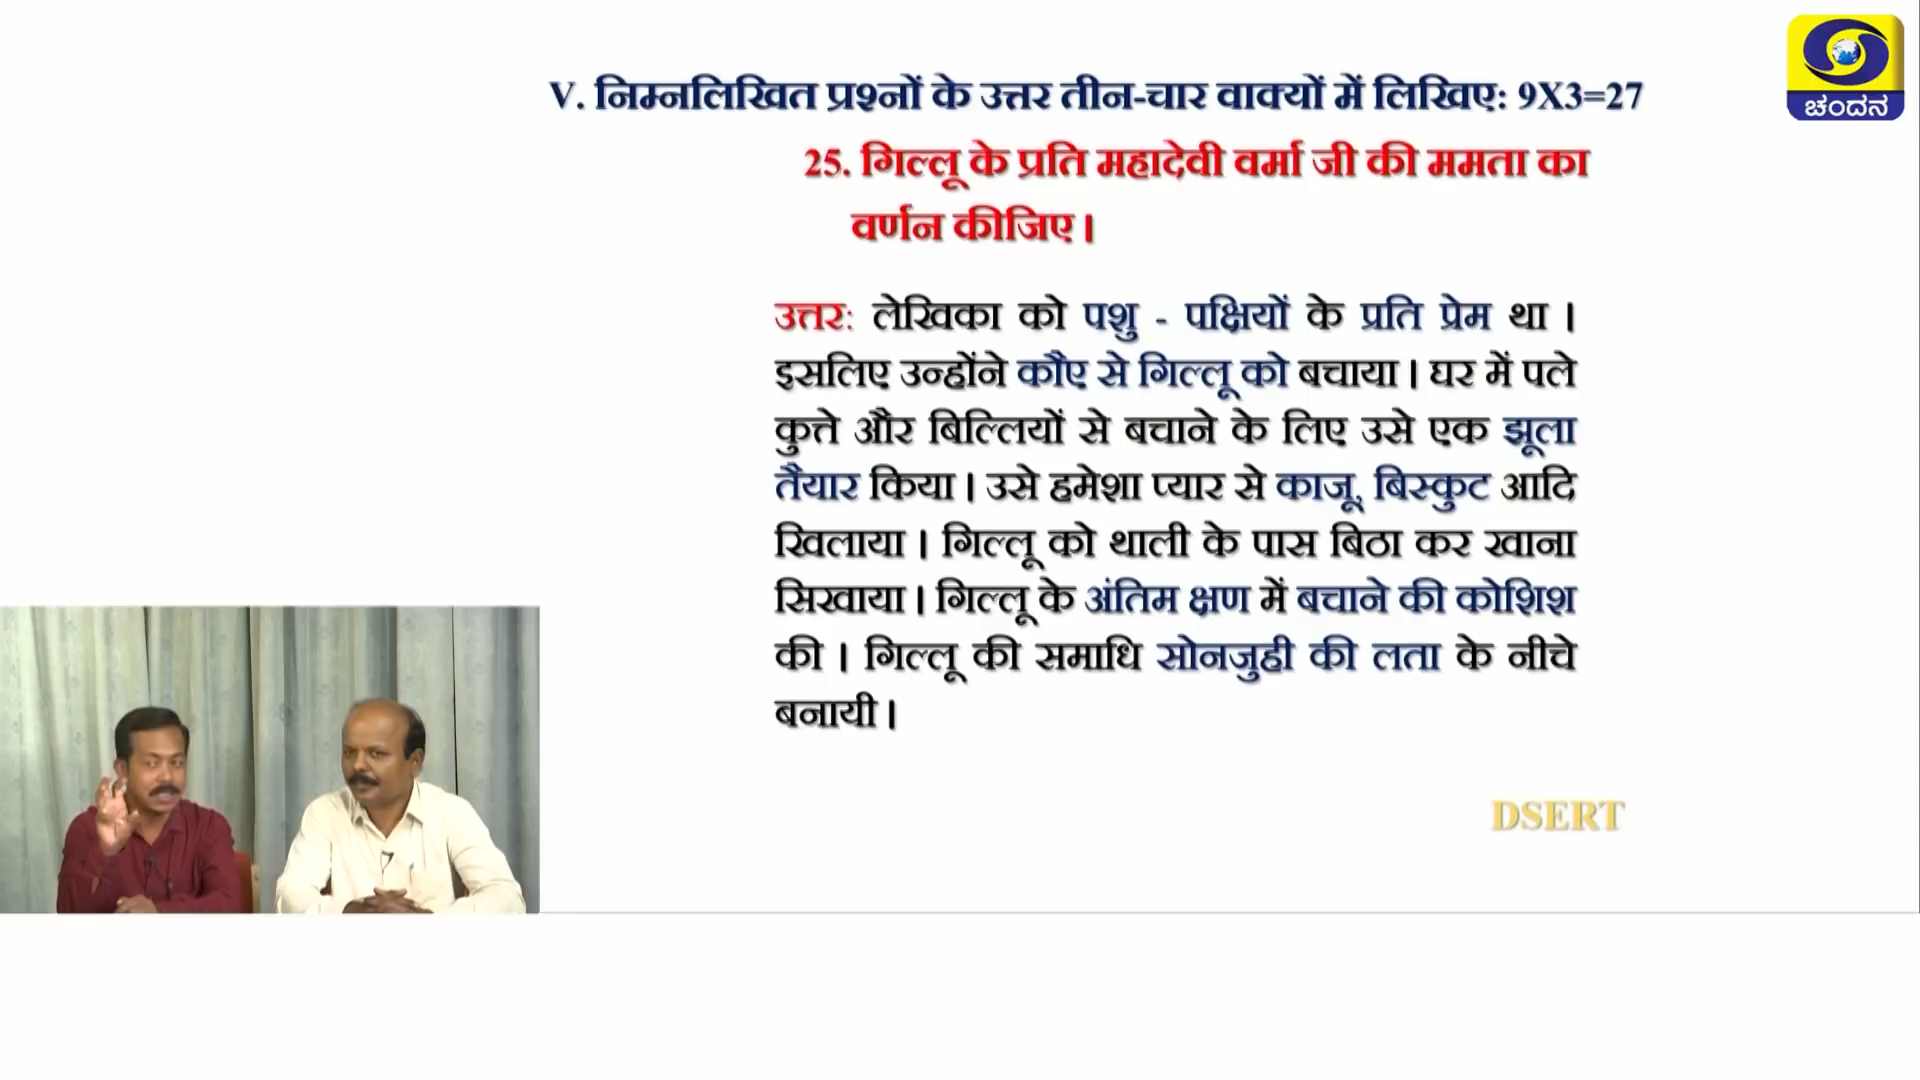 ಚಂದನ
V. निम्नलिखित प्रश्नों के उत्तर तीन-चार वाक्यों में लिखिए: 9X3=27
25. गिल्लू के प्रति महादेवी वर्मा जी की ममता का
वर्णन कीजिए।
उत्तर: लेखिका को पशु - पक्षियों के प्रति प्रेम था ।
इसलिए उन्होंने कौए से गिल्लू को बचाया। घर में पले
कुत्ते और बिल्लियों से बचाने के लिए उसे एक झूला
तैयार किया। उसे हमेशा प्यार से काजू, बिस्कुट आदि
खिलाया । गिल्लू को थाली के पास बिठा कर खाना
सिखाया। गिल्लू के अंतिम क्षण में बचाने की कोशिश
की । गिल्लू की समाधि सोनजुही की लता के नीचे
बनायी।
DSERT